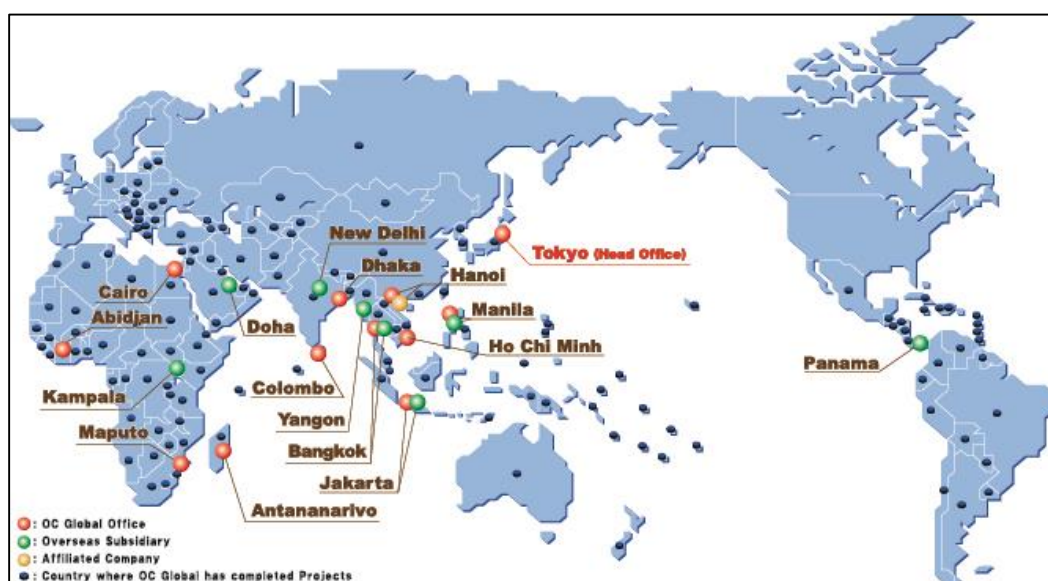 New Delhi
Dhaka
Hanoi
Tokyo (Head Office)
Cairo
Abidjan
Doha
Manila
Ho Chi Minh
Panama
Kampala
Colombo
Yangon
Maputo
Bangkok
Jakarta
Antananarivo
: OC Global Office
: Overseas Subsidiary
: Affiliated Company
: Country where OC Global has completed Projects